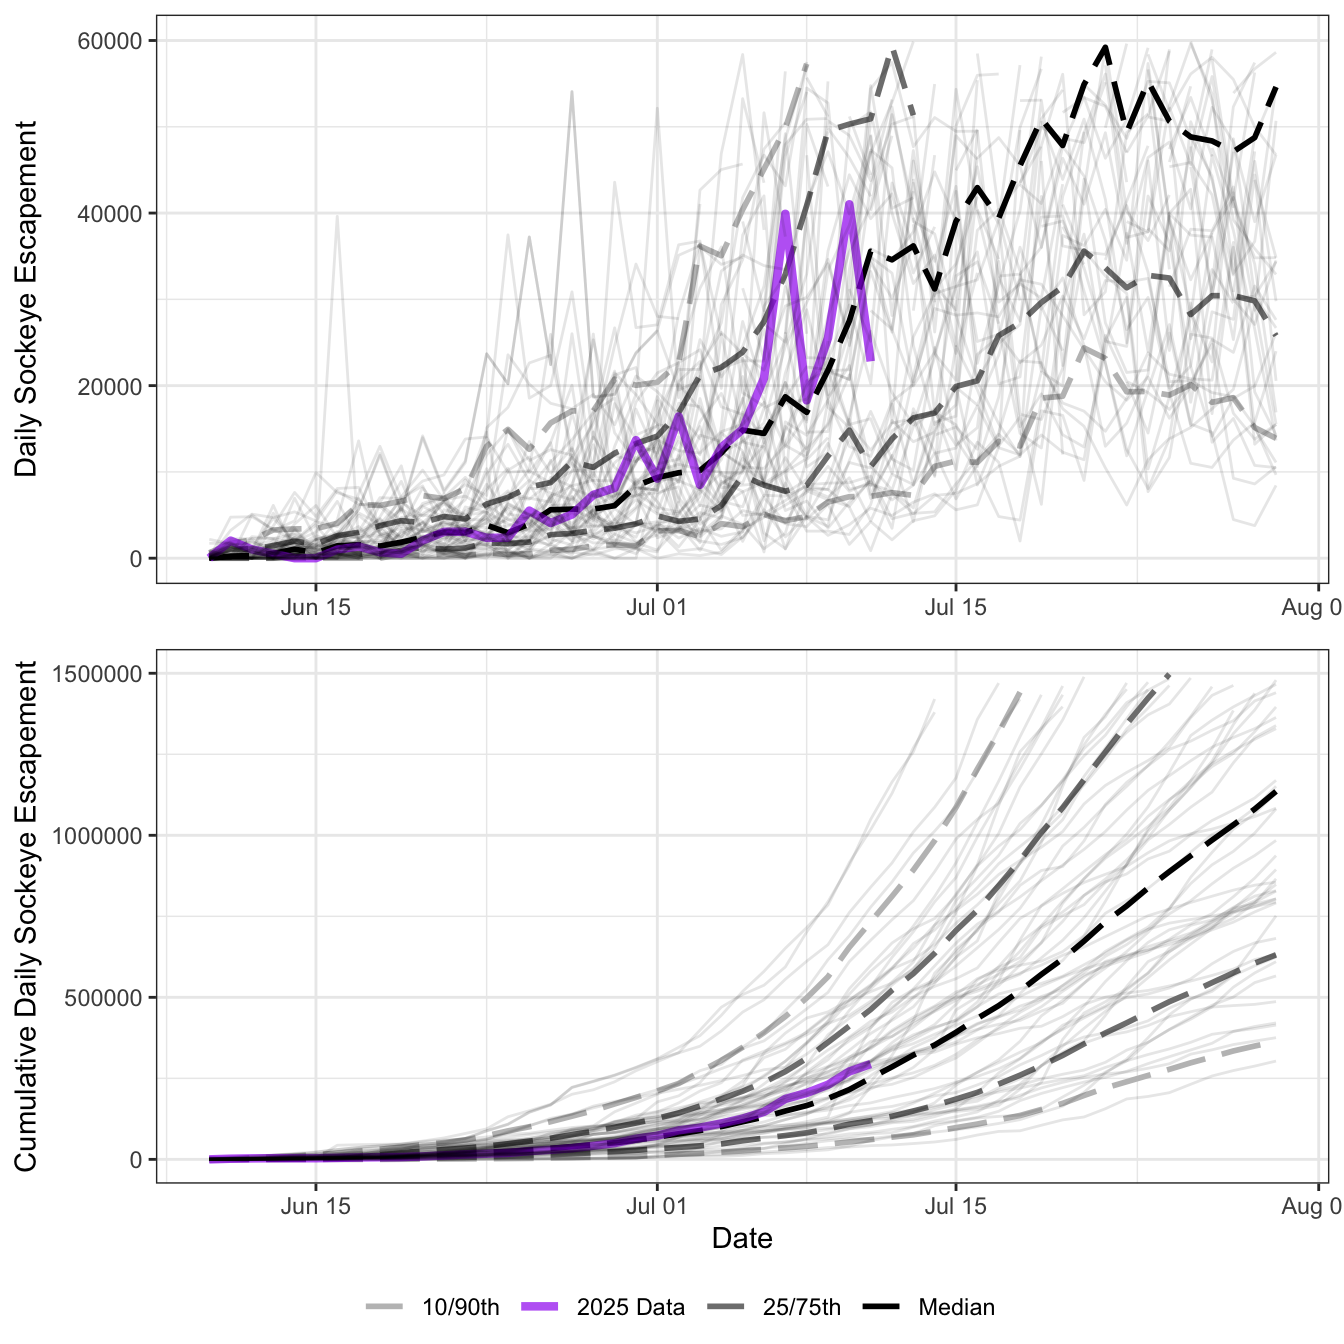 Daily Sockeye Escapement
60000
40000
20000
0
Jun 15
Jul 01
Jul 15
Aug 0
Cumulative Daily Sockeye Escapement
1500000
1000000
500000
0
Jun 15
Jul 01
Jul 15
Aug 0
Date
10/90th 2025 Data 25/75th Median